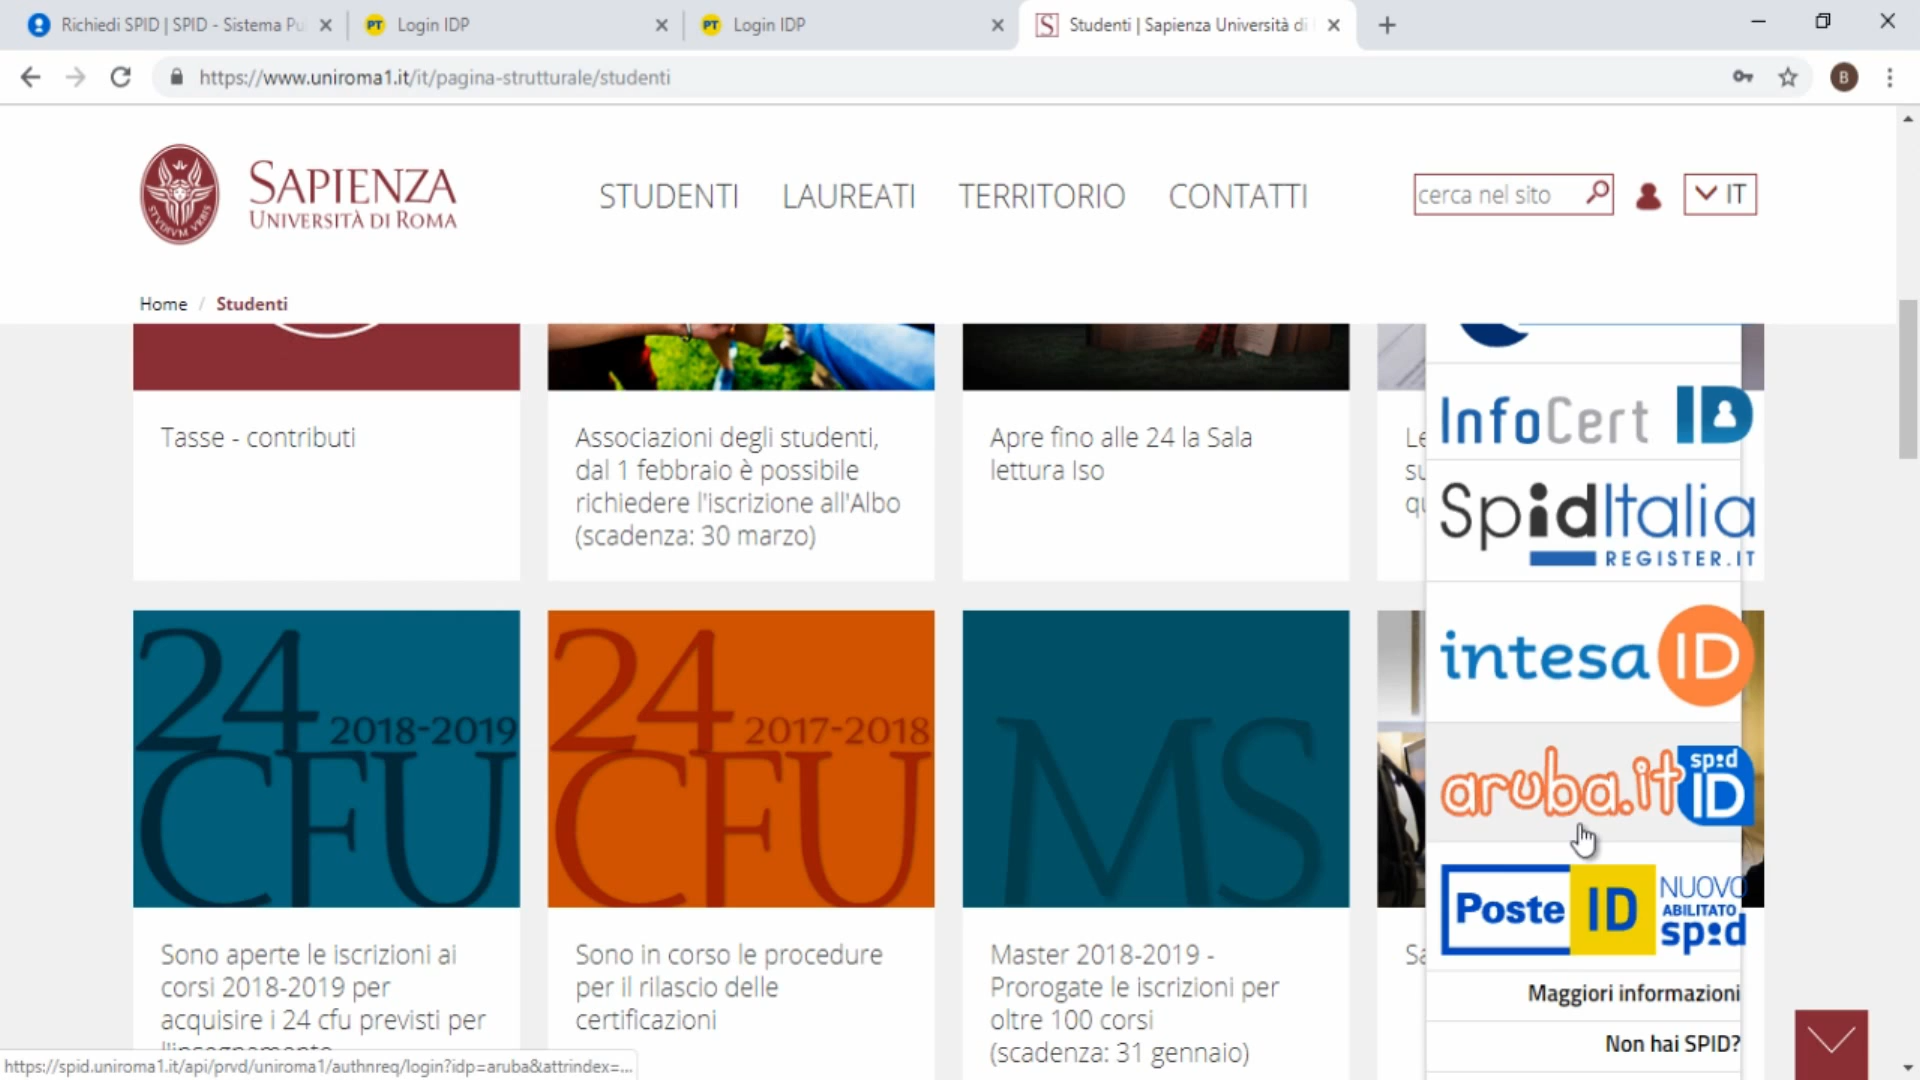 Richiedi SPID | SPID - Sistema Pu
PT Login IDP
PT Login IDP
Studenti | Sapienza Università di
https://www.uniroma1.it/it/pagina-strutturale/studenti
B
SAPIENZA
UNIVERSITÀ DI ROMA
STUDENTI
LAUREATI
TERRITORIO
CONTATTI
cerca nel sito
IT
Home / Studenti
Tasse - contributi
Associazioni degli studenti,
dal 1 febbraio è possibile
richiedere l'iscrizione all'Albo
(scadenza: 30 marzo)
Apre fino alle 24 la Sala
lettura Iso
Le
su
qu
InfoCert ID
SpidItalia
REGISTER.IT
intesa ID
aruba.it spid ID
Poste ID NUOVO
ABILITATO
spid
Maggiori informazioni
Non hai SPID?
24 2018-2019
CFU
24 2017-2018
CFU
MS
Sono aperte le iscrizioni ai
corsi 2018-2019 per
acquisire i 24 cfu previsti per
l'insegnamento
Sono in corso le procedure
per il rilascio delle
certificazioni
Master 2018-2019 -
Prorogate le iscrizioni per
oltre 100 corsi
(scadenza: 31 gennaio)
Sa
https://spid.uniroma1.it/api/prvd/uniroma1/authnreq/login?idp=aruba&attrindex=...